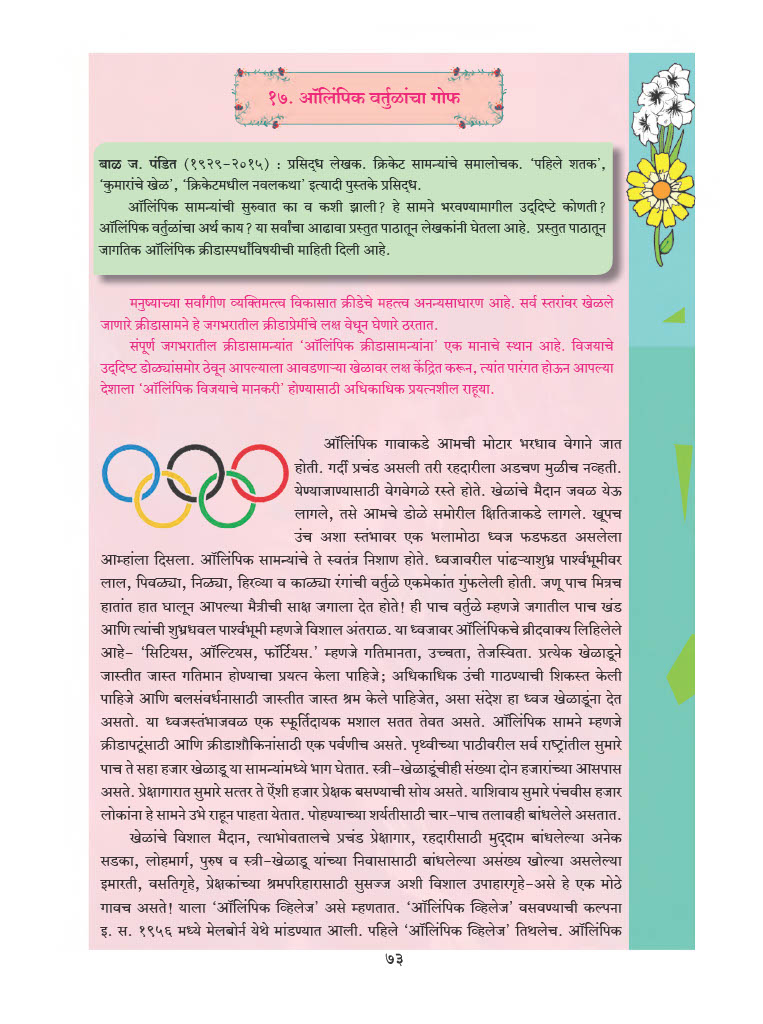 १७. ऑलिंपिक वर्तुळांचा गोफ
बाळ ज. पंडित (१९२९-२०१५) : प्रसिद्ध लेखक. क्रिकेट सामन्यांचे समालोचक. ‘पहिले शतक’,
‘कुमारांचे खेळ’, ‘क्रिकेटमधील नवलकथा’ इत्यादी पुस्तके प्रसिद्ध.
ऑलिंपिक सामन्यांची सुरुवात का व कशी झाली? हे सामने भरवण्यामागील उद्दिष्टे कोणती?
ऑलिंपिक वर्तुळांचा अर्थ काय? या सर्वांचा आढावा प्रस्तुत पाठातून लेखकांनी घेतला आहे. प्रस्तुत पाठातून
जागतिक ऑलिंपिक क्रीडास्पर्धांविषयीची माहिती दिली आहे.
मनुष्याच्या सर्वांगीण व्यक्तिमत्त्व विकासात क्रीडेचे महत्त्व अनन्यसाधारण आहे. सर्व स्तरांवर खेळले
जाणारे क्रीडासामने हे जगभरातील क्रीडाप्रेमींचे लक्ष वेधून घेणारे ठरतात.
संपूर्ण जगभरातील क्रीडासामन्यांत ‘ऑलिंपिक क्रीडासामन्यांना’ एक मानाचे स्थान आहे. विजयाचे
उद्दिष्ट डोळ्यांसमोर ठेवून आपल्याला आवडणाऱ्या खेळावर लक्ष केंद्रित करून, त्यांत पारंगत होऊन आपल्या
देशाला ‘ऑलिंपिक विजयाचे मानकरी’ होण्यासाठी अधिकाधिक प्रयत्नशील राहूया.
ऑलिंपिक गावाकडे आमची मोटार भरधाव वेगाने जात
होती. गर्दी प्रचंड असली तरी रहदारीला अडचण मुळीच नव्हती.
येण्याजाण्यासाठी वेगवेगळे रस्ते होते. खेळांचे मैदान जवळ येऊ
लागले, तसे आमचे डोळे समोरील क्षितिजाकडे लागले. खूपच
उंच अशा स्तंभावर एक भलामोठा ध्वज फडफडत असलेला
आम्हांला दिसला. ऑलिंपिक सामन्यांचे ते स्वतंत्र निशाण होते. ध्वजावरील पांढऱ्याशुभ्र पार्श्वभूमीवर
लाल, पिवळ्या, निळ्या, हिरव्या व काळ्या रंगांची वर्तुळे एकमेकांत गुंफलेली होती. जणू पाच मित्रच
हातांत हात घालून आपल्या मैत्रीची साक्ष जगाला देत होते! ही पाच वर्तुळे म्हणजे जगातील पाच खंड
आणि त्यांची शुभ्रधवल पार्श्वभूमी म्हणजे विशाल अंतराळ. या ध्वजावर ऑलिंपिकचे ब्रीदवाक्य लिहिलेले
आहे- ‘सिटियस, ऑल्टियस, फॉर्टियस.’ म्हणजे गतिमानता, उच्चता, तेजस्विता. प्रत्येक खेळाडूने
जास्तीत जास्त गतिमान होण्याचा प्रयत्न केला पाहिजे; अधिकाधिक उंची गाठण्याची शिकस्त केली
पाहिजे आणि बलसंवर्धनासाठी जास्तीत जास्त श्रम केले पाहिजेत, असा संदेश हा ध्वज खेळाडूंना देत
असतो. या ध्वजस्तंभाजवळ एक स्फूर्तिदायक मशाल सतत तेवत असते. ऑलिंपिक सामने म्हणजे
क्रीडापटूंसाठी आणि क्रीडाशौकिनांसाठी एक पर्वणीच असते. पृथ्वीच्या पाठीवरील सर्व राष्ट्रांतील सुमारे
पाच ते सहा हजार खेळाडू या सामन्यांमध्ये भाग घेतात. स्त्री-खेळाडूंचीही संख्या दोन हजारांच्या आसपास
असते. प्रेक्षागारात सुमारे सत्तर ते ऐंशी हजार प्रेक्षक बसण्याची सोय असते. याशिवाय सुमारे पंचवीस हजार
लोकांना हे सामने उभे राहून पाहता येतात. पोहण्याच्या शर्यतीसाठी चार-पाच तलावही बांधलेले असतात.
खेळांचे विशाल मैदान, त्याभोवतालचे प्रचंड प्रेक्षागार, रहदारीसाठी मुद्दाम बांधलेल्या अनेक
सडका, लोहमार्ग, पुरुष व स्त्री-खेळाडू यांच्या निवासासाठी बांधलेल्या असंख्य खोल्या असलेल्या
इमारती, वसतिगृहे, प्रेक्षकांच्या श्रमपरिहारासाठी सुसज्ज अशी विशाल उपाहारगृहे-असे हे एक मोठे
गावच असते! याला ‘ऑलिंपिक व्हिलेज’ असे म्हणतात. ‘ऑलिंपिक व्हिलेज’ वसवण्याची कल्पना
इ. स. १९५६ मध्ये मेलबोर्न येथे मांडण्यात आली. पहिले ‘ऑलिंपिक व्हिलेज’ तिथलेच. ऑलिंपिक
७३